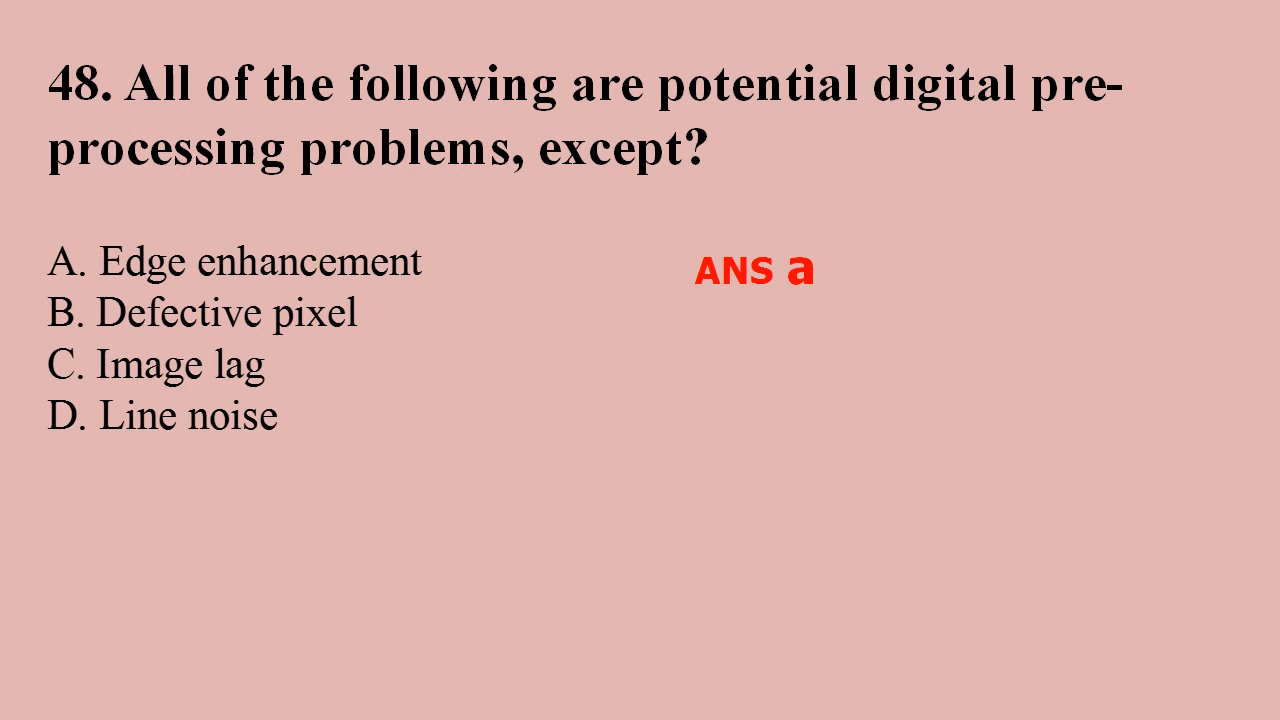 48. All of the following are potential digital pre-
processing problems, except?
A. Edge enhancement
ANS a
B. Defective pixel
C. Image lag
D. Line noise